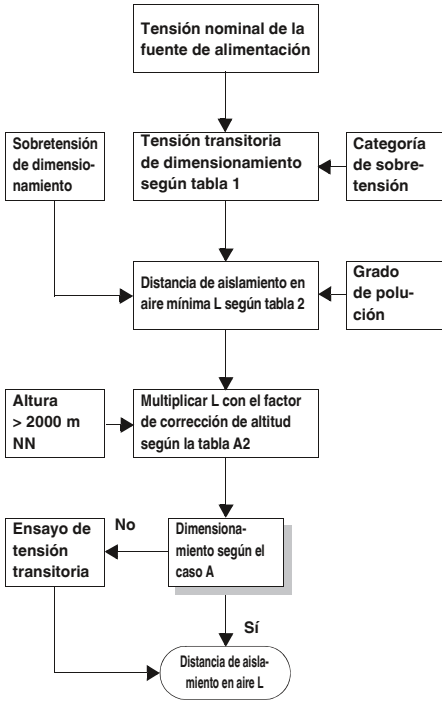 Tensión nominal de la
fuente de alimentación
Sobretensión
de dimensio-
namiento
Tensión transitoria
de dimensionamiento
según tabla 1
Categoría
de sobre-
tensión
Distancia de aislamiento en
aire mínima L según tabla 2
Grado
de polu-
ción
Altura
> 2000 m
NN
Multiplicar L con el factor
de corrección de altitud
según la tabla A2
Ensayo de
tensión
transitoria
No
Dimensiona-
miento según el
caso A
Sí
Distancia de aisla-
miento en aire L